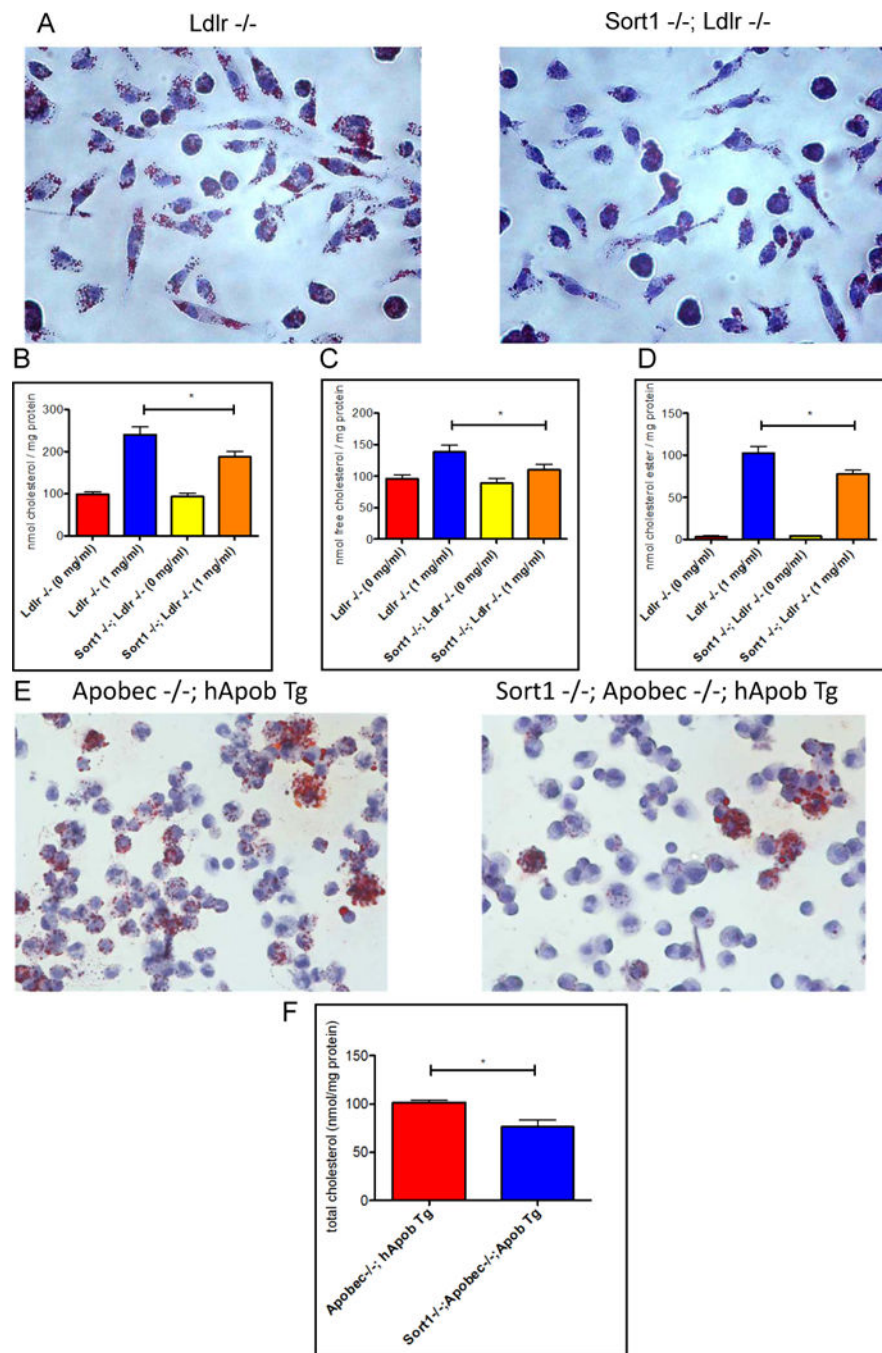 A
Ldlr -/-
Sort1 -/-; Ldlr -/-
B
nmol cholesterol / mg protein
300
200
100
0
Ldlr -/- (0 mg/ml)
Ldlr -/- (1 mg/ml)
Sort1 -/-; Ldlr -/- (0 mg/ml)
Sort1 -/-; Ldlr -/- (1 mg/ml)
*
C
nmol free cholesterol / mg protein
200
150
100
50
0
Ldlr -/- (0 mg/ml)
Ldlr -/- (1 mg/ml)
Sort1 -/-; Ldlr -/- (0 mg/ml)
Sort1 -/-; Ldlr -/- (1 mg/ml)
*
D
nmol cholesterol ester / mg protein
150
100
50
0
Ldlr -/- (0 mg/ml)
Ldlr -/- (1 mg/ml)
Sort1 -/-; Ldlr -/- (0 mg/ml)
Sort1 -/-; Ldlr -/- (1 mg/ml)
*
E
Apobec -/-; hApob Tg
Sort1 -/-; Apobec -/-; hApob Tg
F
total cholesterol (nmol/mg protein)
150
100
50
0
*
Apobec-/-; hApob Tg
Sort1-/-;Apobec-/-;Apob Tg